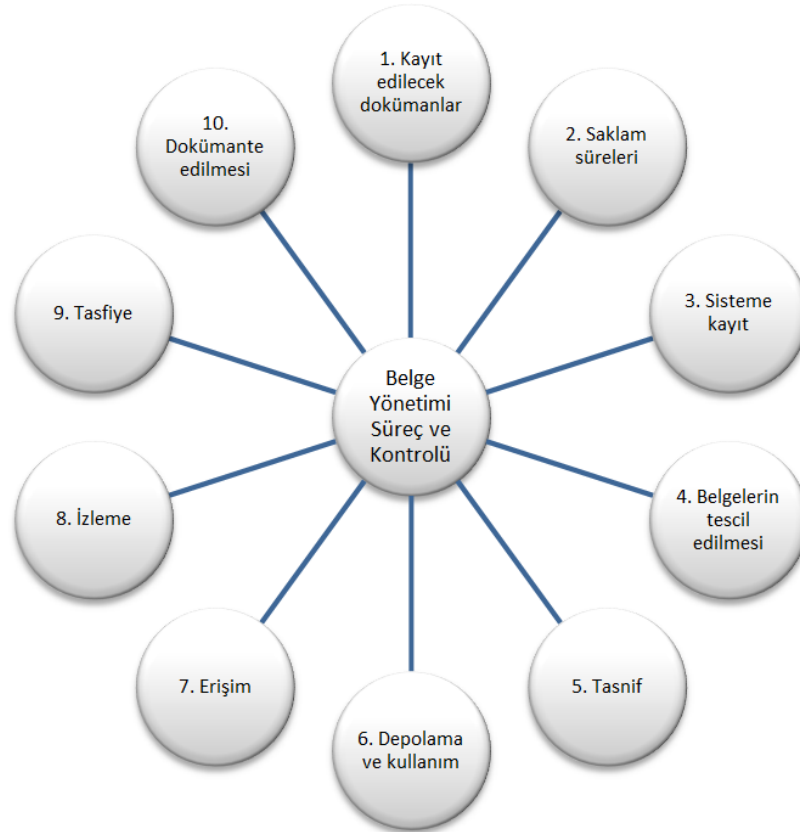 1. Kayıt
edilecek
dokümanlar
2. Saklam
süreleri
3. Sisteme
kayıt
4. Belgelerin
tescil
edilmesi
5. Tasnif
6. Depolama
ve kullanım
7. Erişim
8. İzleme
9. Tasfiye
10.
Dokümante
edilmesi
Belge
Yönetimi
Süreç ve
Kontrolü